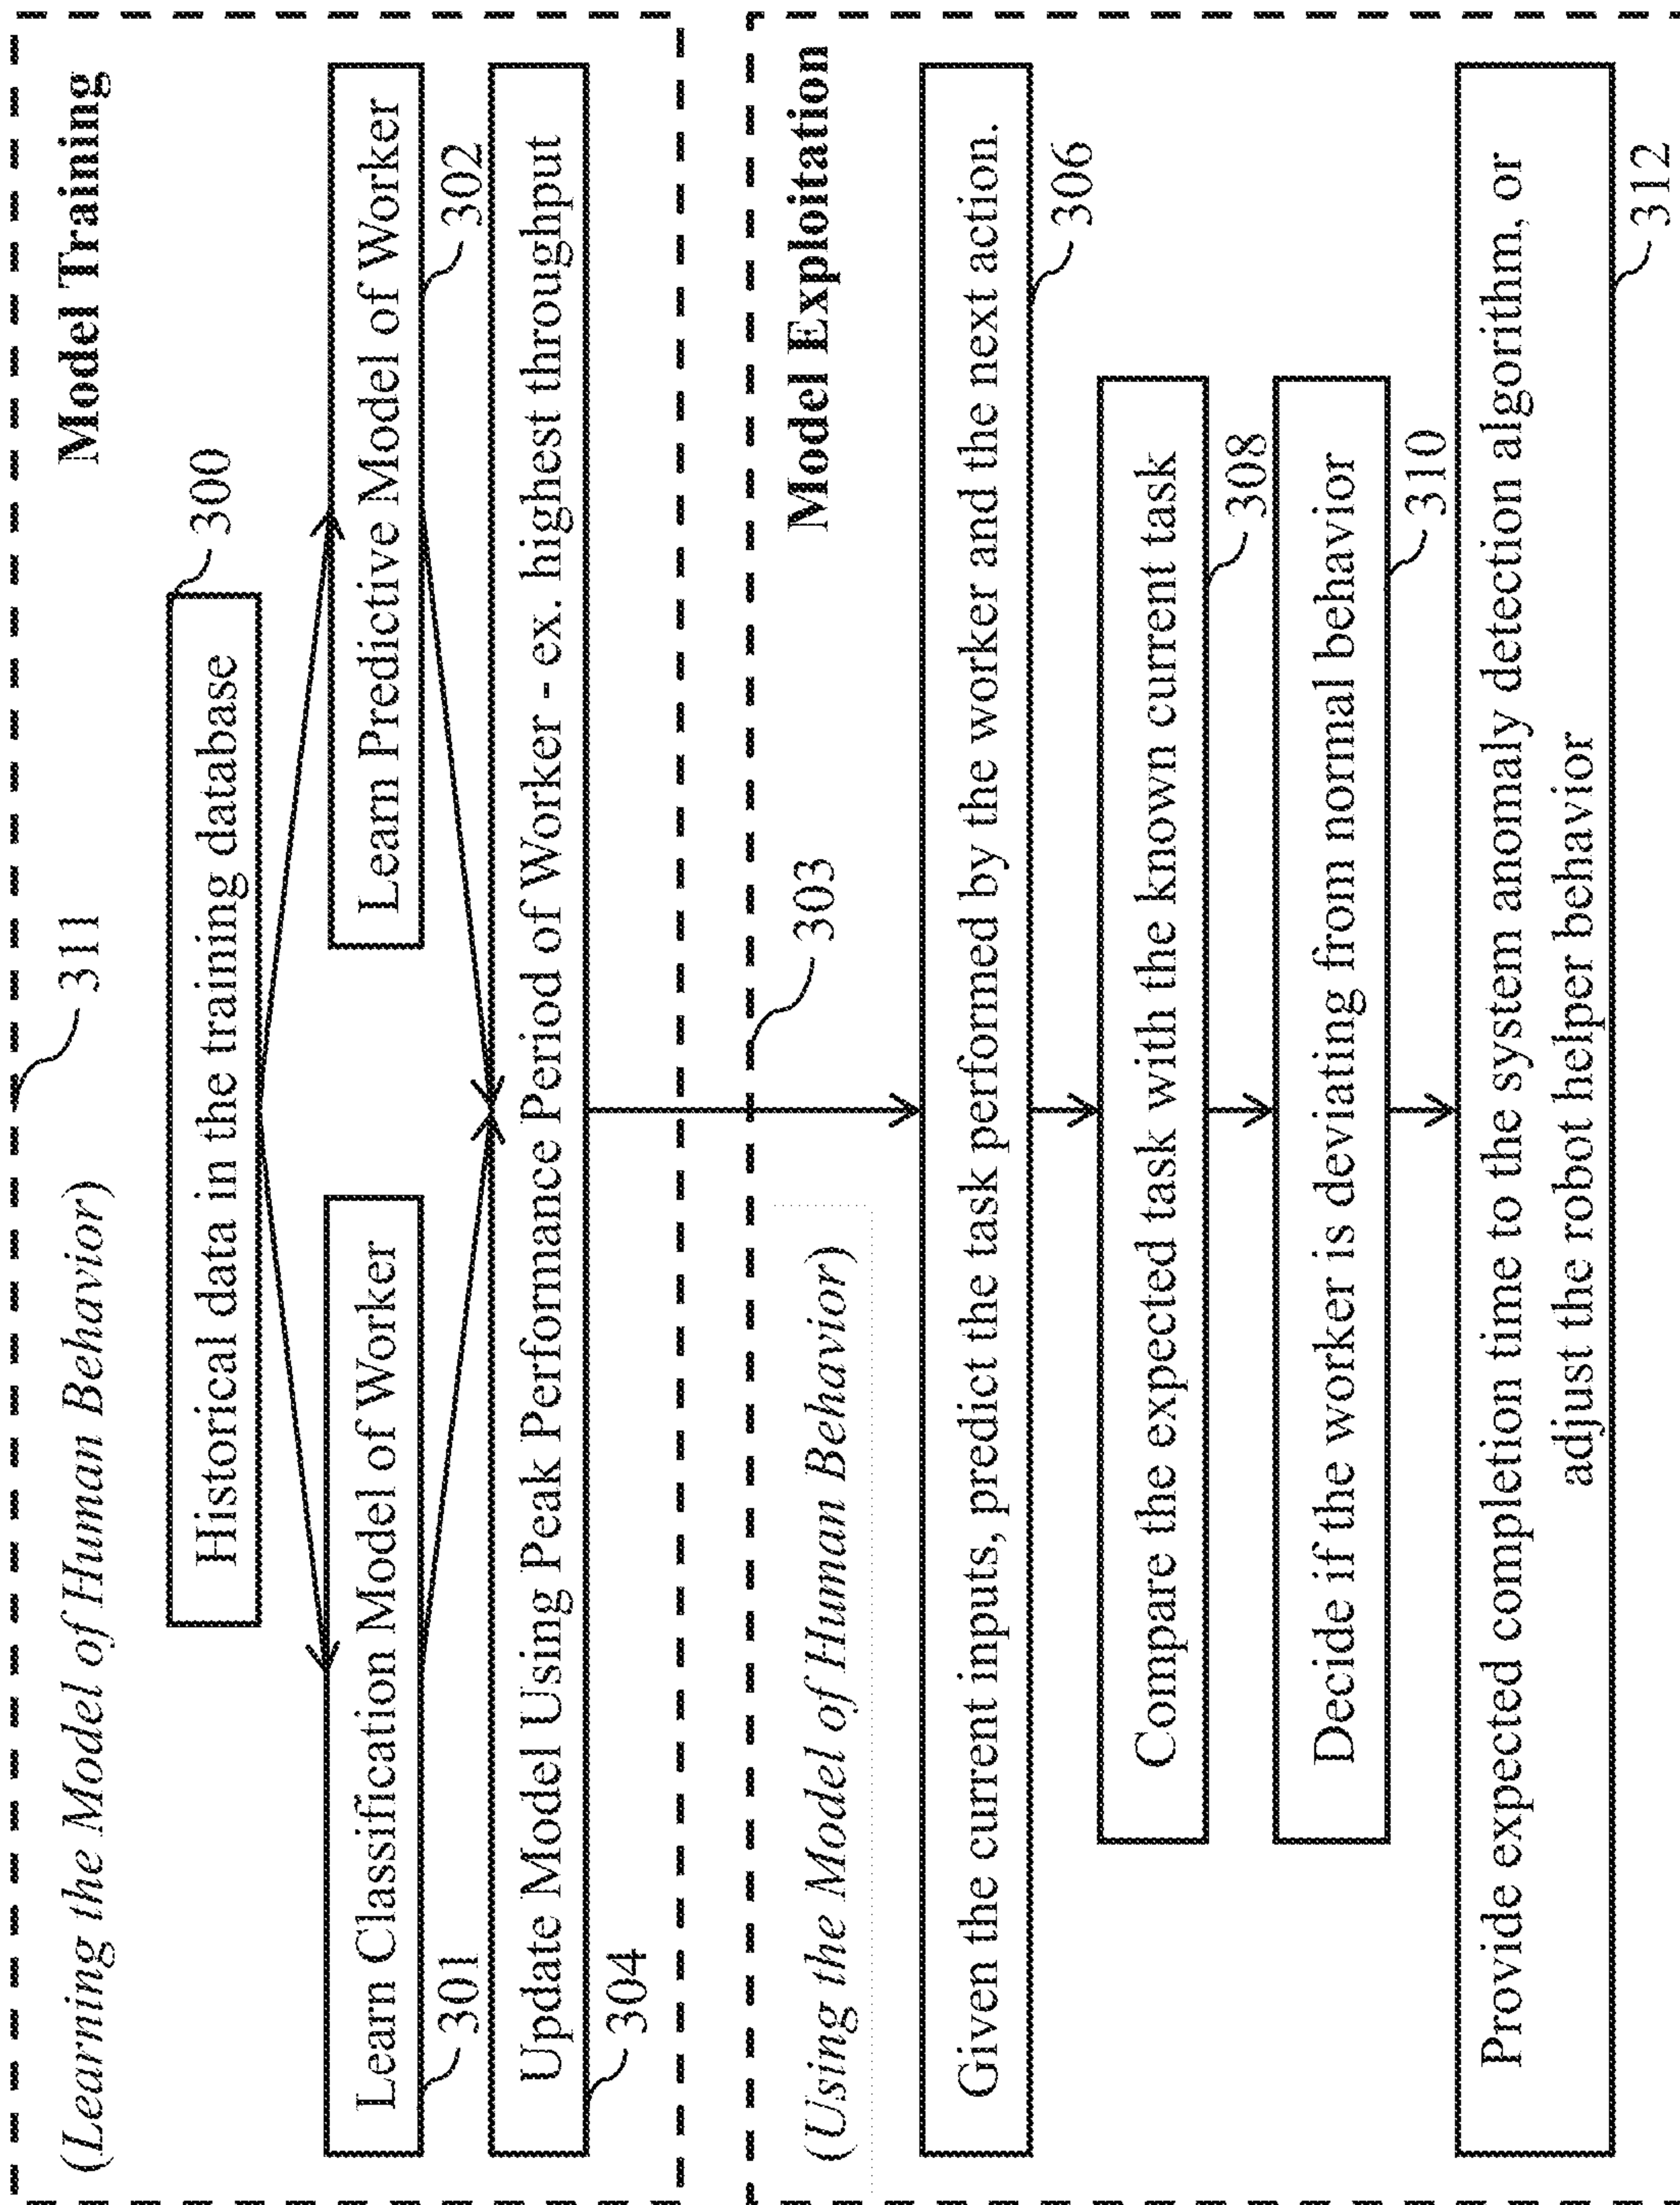 311
(Learning the Model of Human Behavior)
Model Training
300
Historical data in the training database
Learn Classification Model of Worker
Learn Predictive Model of Worker
301
302
Update Model Using Peak Performance Period of Worker - ex. highest throughput
304
303
(Using the Model of Human Behavior)
Model Exploitation
Given the current inputs, predict the task performed by the worker and the next action.
306
Compare the expected task with the known current task
308
Decide if the worker is deviating from normal behavior
310
Provide expected completion time to the system anomaly detection algorithm, or
adjust the robot helper behavior
312